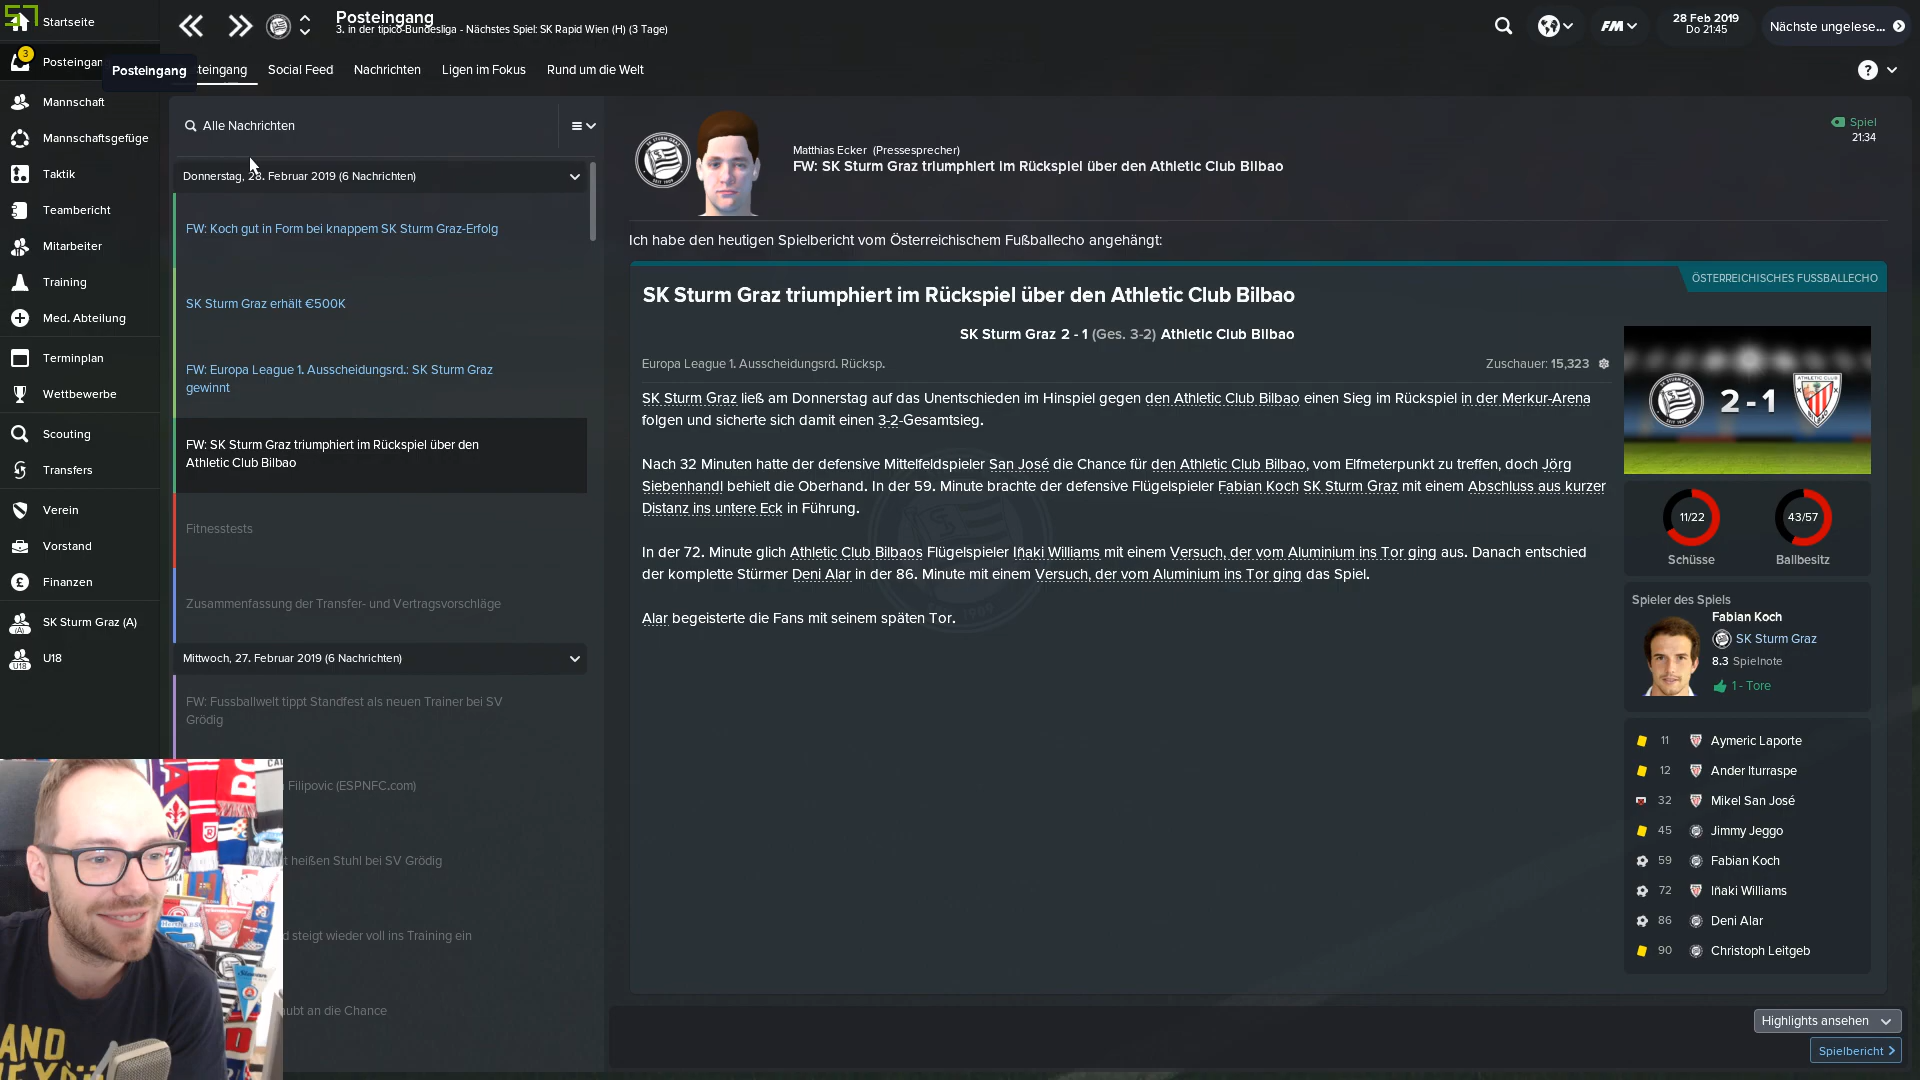 57
Startseite
3
Posteingang
Posteingang
Mannschaft
Mannschaftsgefüge
Taktik
Teambericht
Mitarbeiter
Training
Med. Abteilung
Terminplan
Wettbewerbe
Scouting
Transfers
Verein
Vorstand
Finanzen
SK Sturm Graz (A)
U18
Posteingang
3. in der tipico-Bundesliga - Nächstes Spiel: SK Rapid Wien (H) (3 Tage)
FM
28 Feb 2019
Do 21:45
Nächste ungelese...
teingang
Social Feed
Nachrichten
Ligen im Fokus
Rund um die Welt
?
Alle Nachrichten
Donnerstag, 28. Februar 2019 (6 Nachrichten)
FW: Koch gut in Form bei knappem SK Sturm Graz-Erfolg
SK Sturm Graz erhält €500K
FW: Europa League 1. Ausscheidungsrd.: SK Sturm Graz
gewinnt
FW: SK Sturm Graz triumphiert im Rückspiel über den
Athletic Club Bilbao
Fitnesstests
Zusammenfassung der Transfer- und Vertragsvorschläge
Mittwoch, 27. Februar 2019 (6 Nachrichten)
FW: Fussballwelt tippt Standfest als neuen Trainer bei SV
Grödig
Filipovic (ESPNFC.com)
t heißen Stuhl bei SV Grödig
d steigt wieder voll ins Training ein
ubt an die Chance
Matthias Ecker (Pressesprecher)
FW: SK Sturm Graz triumphiert im Rückspiel über den Athletic Club Bilbao
Spiel
21:34
Ich habe den heutigen Spielbericht vom Österreichischem Fußballecho angehängt:
ÖSTERREICHISCHES FUSSBALLECHO
SK Sturm Graz triumphiert im Rückspiel über den Athletic Club Bilbao
SK Sturm Graz 2 - 1 (Ges. 3-2) Athletic Club Bilbao
Europa League 1. Ausscheidungsrd. Rücksp.
Zuschauer: 15,323
SK Sturm Graz ließ am Donnerstag auf das Unentschieden im Hinspiel gegen den Athletic Club Bilbao einen Sieg im Rückspiel in der Merkur-Arena
folgen und sicherte sich damit einen 3-2-Gesamtsieg.
Nach 32 Minuten hatte der defensive Mittelfeldspieler San José die Chance für den Athletic Club Bilbao, vom Elfmeterpunkt zu treffen, doch Jörg
Siebenhandl behielt die Oberhand. In der 59. Minute brachte der defensive Flügelspieler Fabian Koch SK Sturm Graz mit einem Abschluss aus kurzer
Distanz ins untere Eck in Führung.
In der 72. Minute glich Athletic Club Bilbaos Flügelspieler Iñaki Williams mit einem Versuch, der vom Aluminium ins Tor ging aus. Danach entschied
der komplette Stürmer Deni Alar in der 86. Minute mit einem Versuch, der vom Aluminium ins Tor ging das Spiel.
Alar begeisterte die Fans mit seinem späten Tor.
2 - 1
11/22
43/57
Schüsse
Ballbesitz
Spieler des Spiels
Fabian Koch
SK Sturm Graz
8.3 Spielnote
1 - Tore
11 Aymeric Laporte
12 Ander Iturraspe
32 Mikel San José
45 Jimmy Jeggo
59 Fabian Koch
72 Iñaki Williams
86 Deni Alar
90 Christoph Leitgeb
Highlights ansehen
Spielbericht